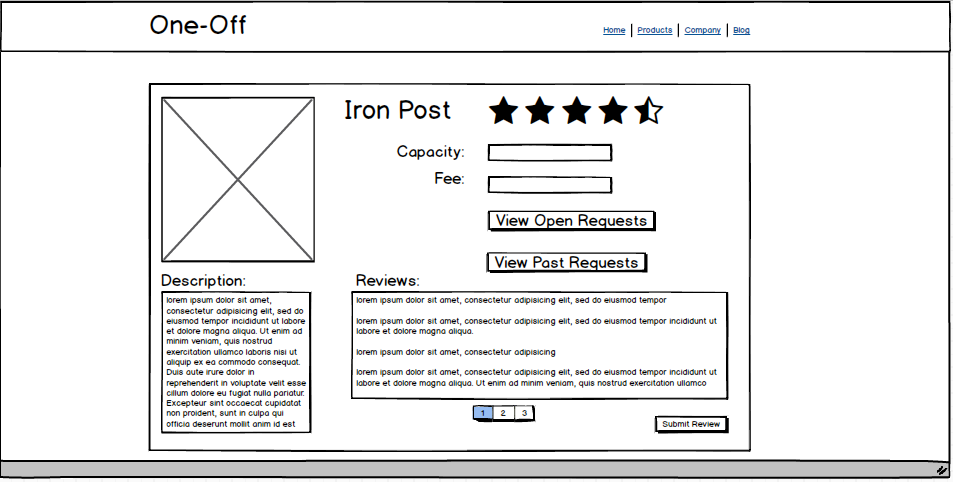 One-Off
Home Products Company Blog
Iron Post
Capacity:
Fee:
View Open Requests
View Past Requests
Description:
lorem ipsum dolor sit amet,
consectetur adipisicing elit, sed do
eiusmod tempor incididunt ut labore
et dolore magna aliqua. Ut enim ad
minim veniam, quis nostrud
exercitation ullamco laboris nisi ut
aliquip ex ea commodo consequat.
Duis aute irure dolor in
reprehenderit in voluptate velit esse
cillum dolore eu fugiat nulla pariatur.
Excepteur sint occaecat cupidatat
non proident, sunt in culpa qui
officia deserunt mollit anim id est
Reviews:
lorem ipsum dolor sit amet, consectetur adipisicing elit, sed do eiusmod tempor
lorem ipsum dolor sit amet, consectetur adipisicing elit, sed do eiusmod tempor incididunt ut
labore et dolore magna aliqua.
lorem ipsum dolor sit amet, consectetur adipisicing
lorem ipsum dolor sit amet, consectetur adipisicing elit, sed do eiusmod tempor incididunt ut
labore et dolore magna aliqua. Ut enim ad minim veniam, quis nostrud exercitation ullamco
1 2 3
Submit Review